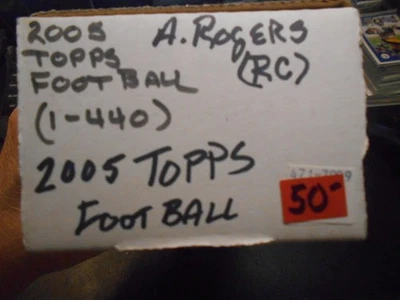 2005 A. ROGERS
TOPPS (RC)
FOOTBALL
(1-440)
2005 TOPPS
FOOTBALL
50-